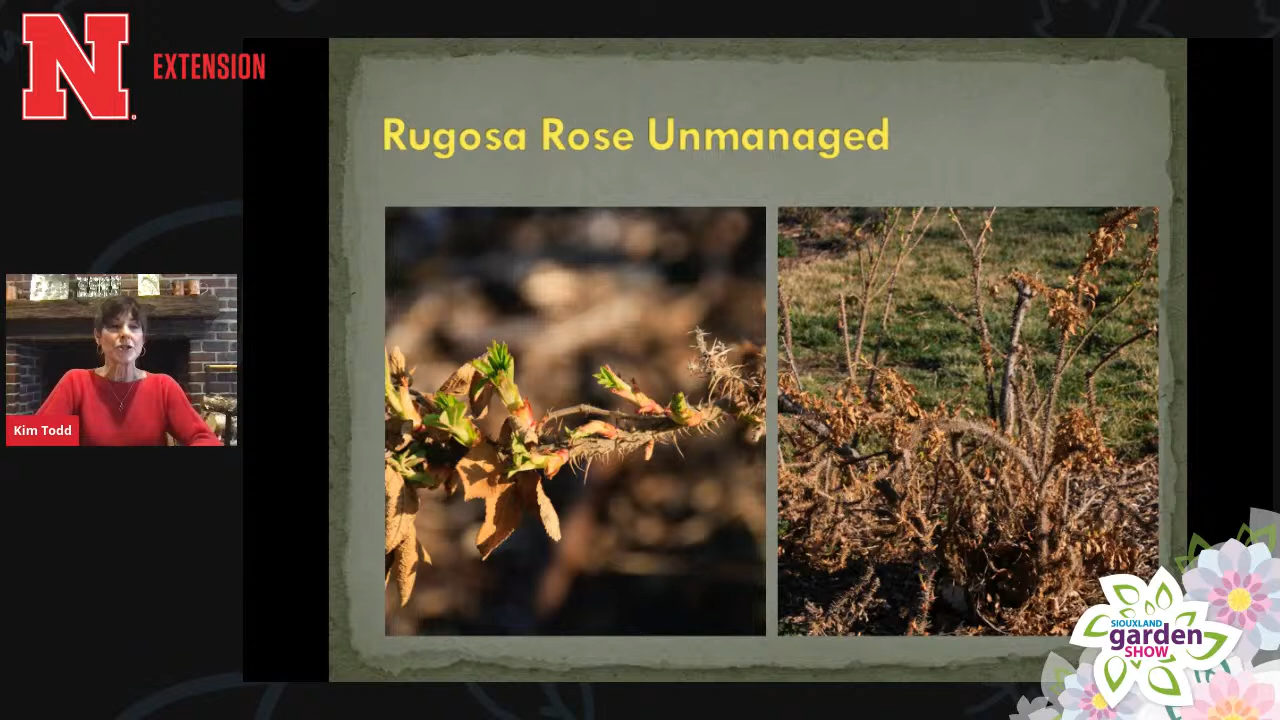 N
EXTENSION
Rugosa Rose Unmanaged
Kim Todd
SIOUXLAND
garden
SHOW